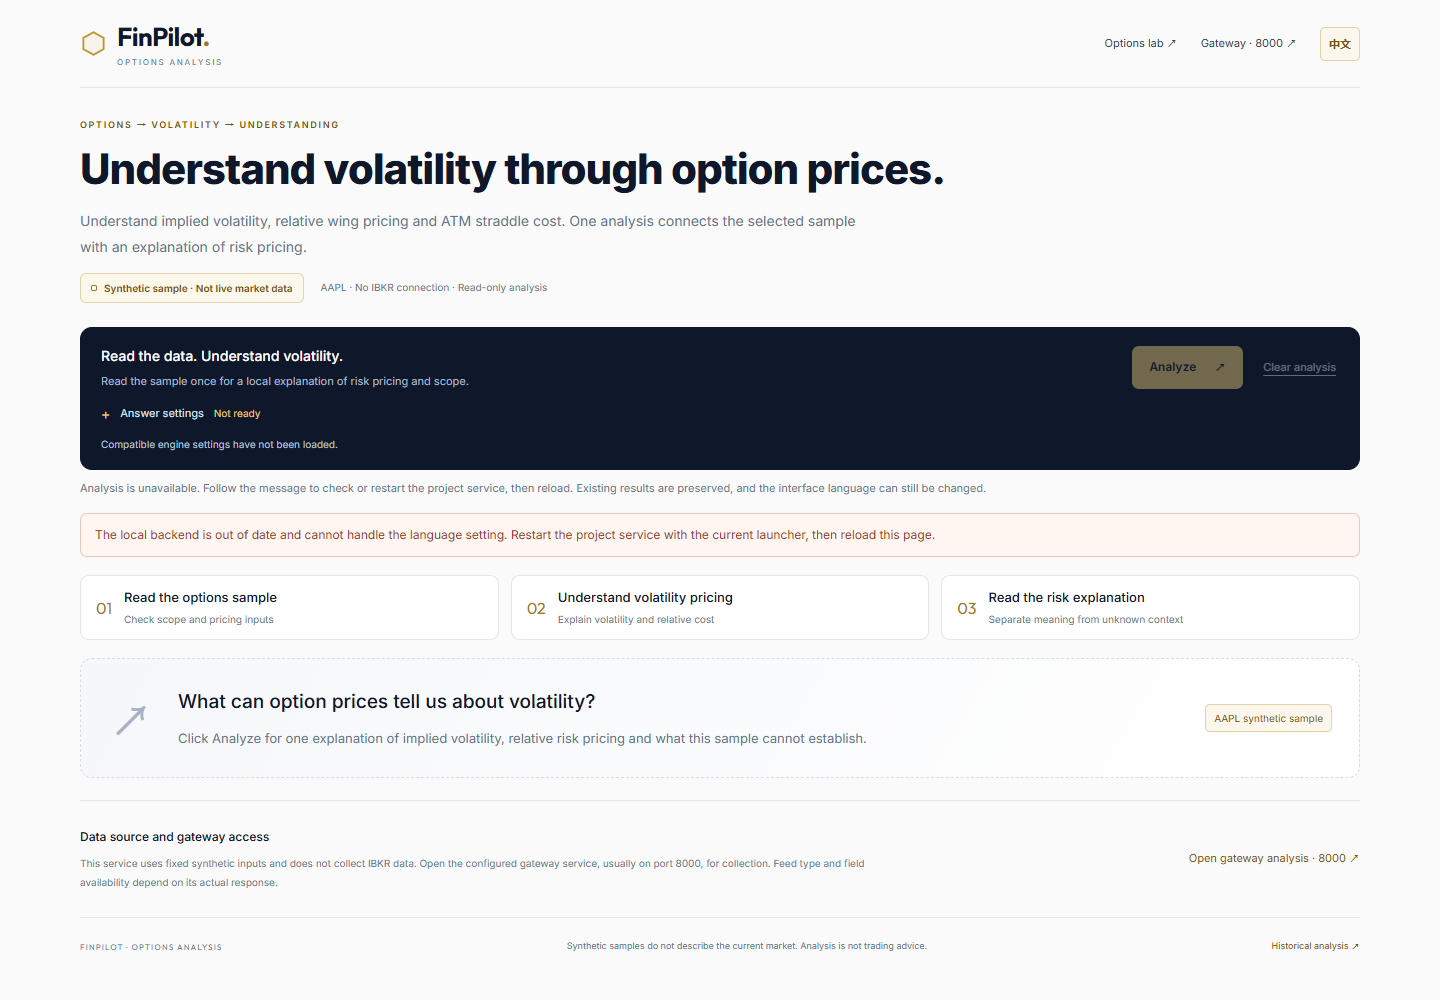 FinPilot.
OPTIONS ANALYSIS
Options lab ↗
Gateway · 8000 ↗
中文
OPTIONS → VOLATILITY → UNDERSTANDING
Understand volatility through option prices.
Understand implied volatility, relative wing pricing and ATM straddle cost. One analysis connects the selected sample
with an explanation of risk pricing.
Synthetic sample · Not live market data
AAPL · No IBKR connection · Read-only analysis
Read the data. Understand volatility.
Read the sample once for a local explanation of risk pricing and scope.
Analyze ↗
Clear analysis
+ Answer settings Not ready
Compatible engine settings have not been loaded.
Analysis is unavailable. Follow the message to check or restart the project service, then reload. Existing results are preserved, and the interface language can still be changed.
The local backend is out of date and cannot handle the language setting. Restart the project service with the current launcher, then reload this page.
01
Read the options sample
Check scope and pricing inputs
02
Understand volatility pricing
Explain volatility and relative cost
03
Read the risk explanation
Separate meaning from unknown context
What can option prices tell us about volatility?
Click Analyze for one explanation of implied volatility, relative risk pricing and what this sample cannot establish.
AAPL synthetic sample
Data source and gateway access
This service uses fixed synthetic inputs and does not collect IBKR data. Open the configured gateway service, usually on port 8000, for collection. Feed type and field
availability depend on its actual response.
Open gateway analysis · 8000 ↗
FINPILOT · OPTIONS ANALYSIS
Synthetic samples do not describe the current market. Analysis is not trading advice.
Historical analysis ↗